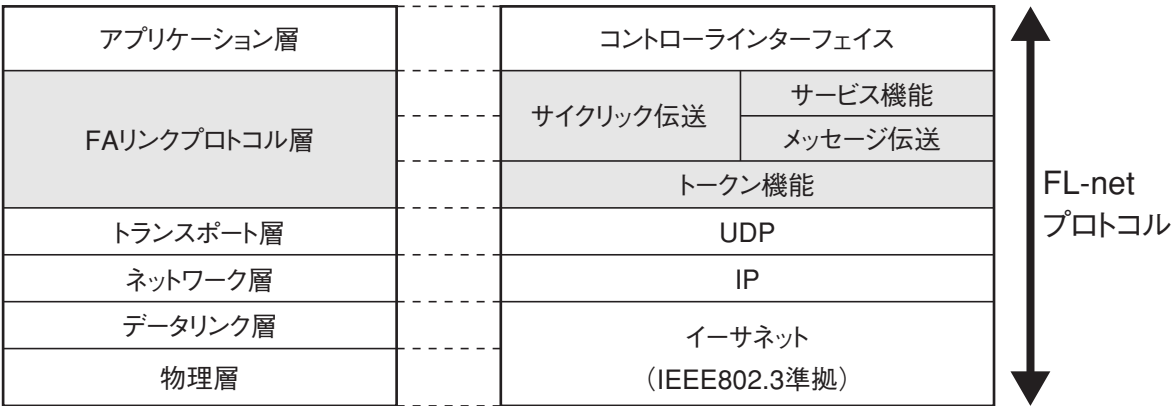 アプリケーション層
コントローラインターフェイス
FAリンクプロトコル層
サイクリック伝送
サービス機能
メッセージ伝送
トークン機能
トランスポート層
UDP
ネットワーク層
IP
データリンク層
物理層
イーサネット
（IEEE802.3準拠）
FL-net
プロトコル